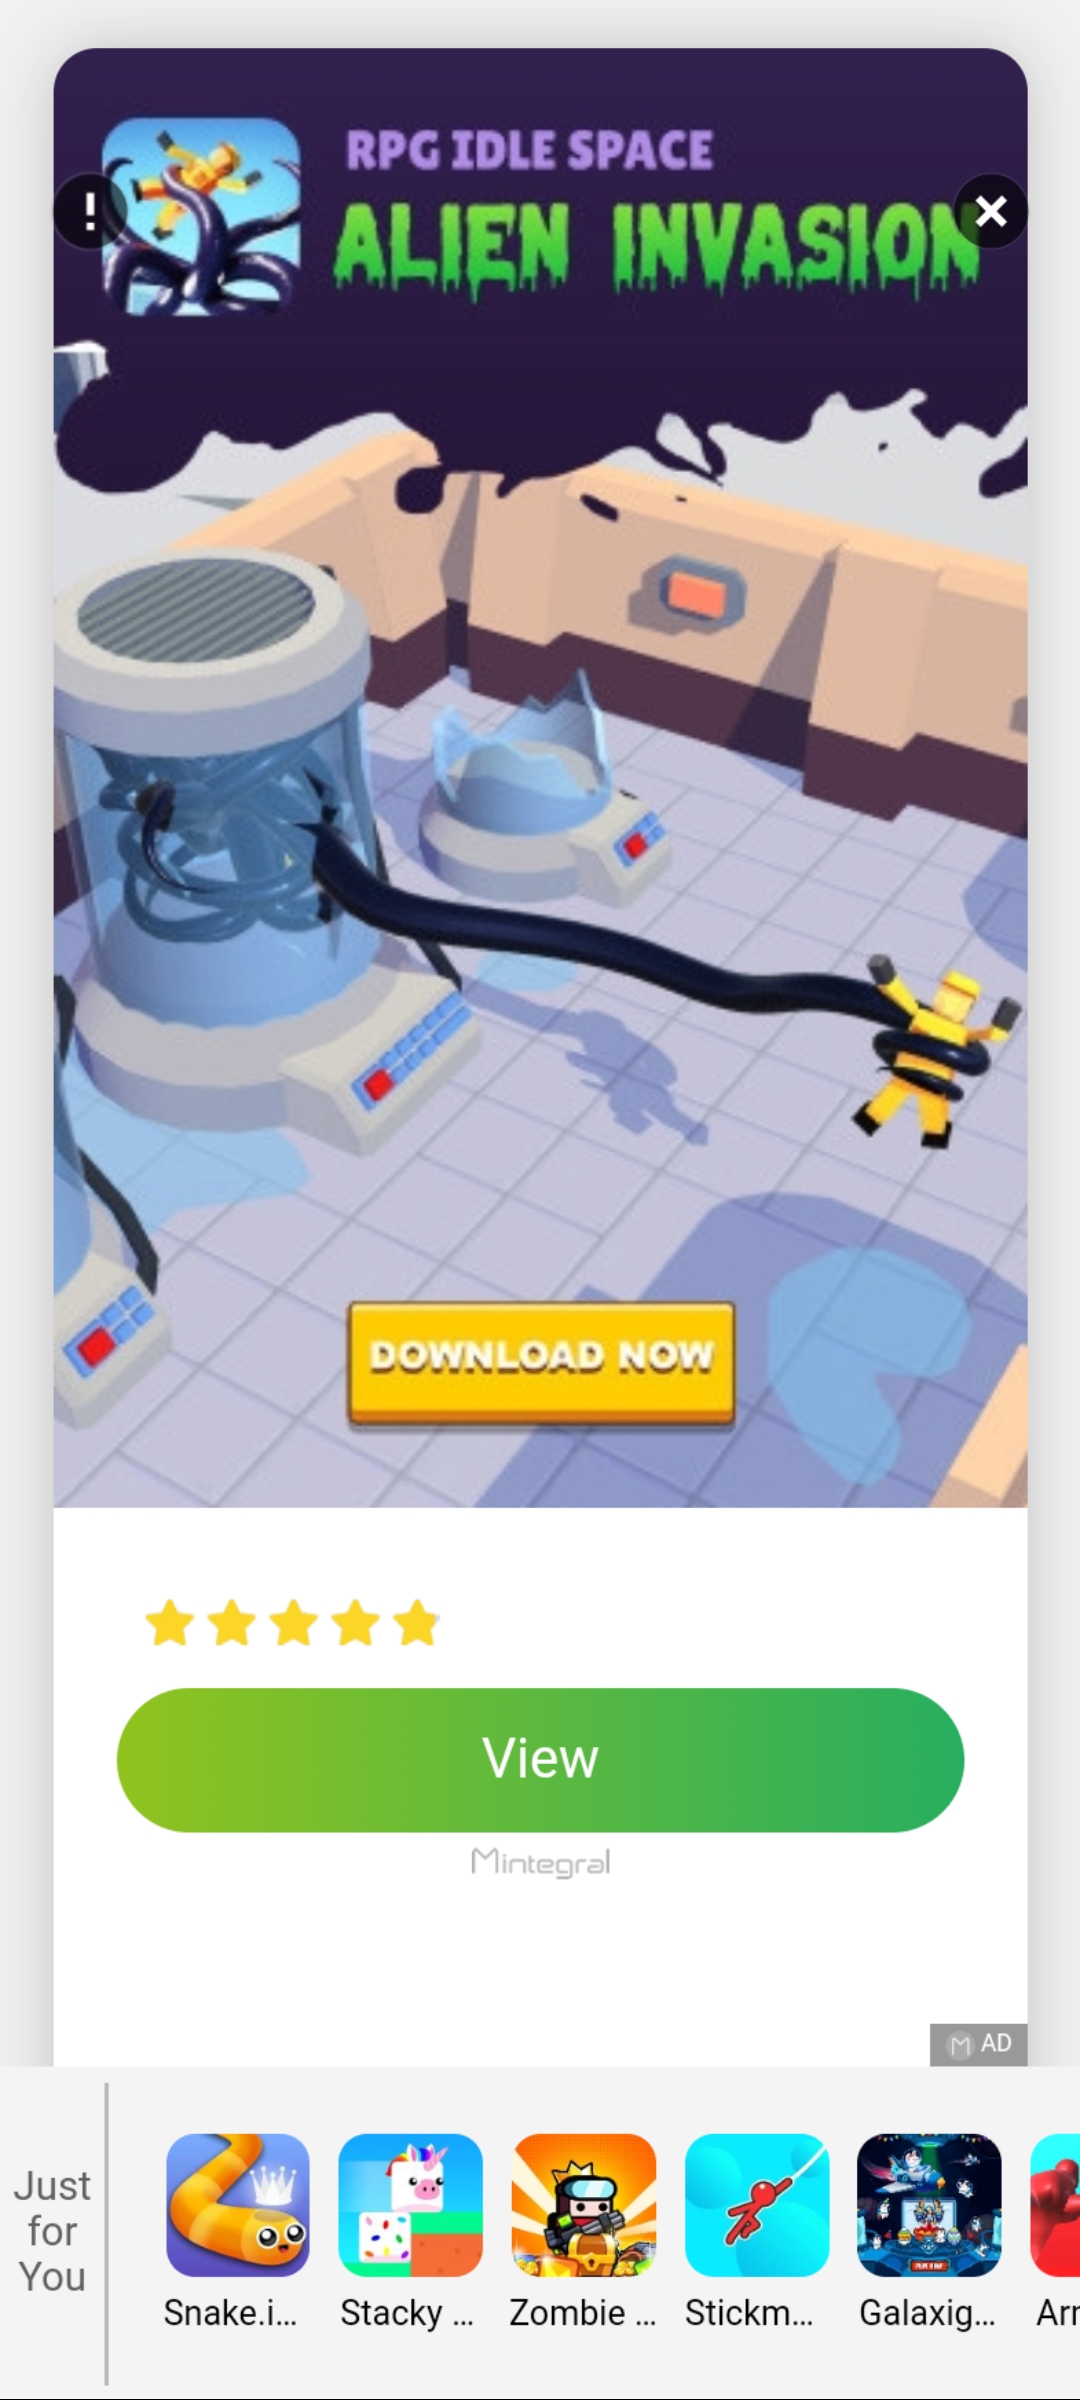 RPG IDLE SPACE
ALIEN INVASION
DOWNLOAD NOW
View
Mintegral
AD
Just
for
You
Snake.i...
Stacky ...
Zombie ...
Stickm...
Galaxig...
Arr